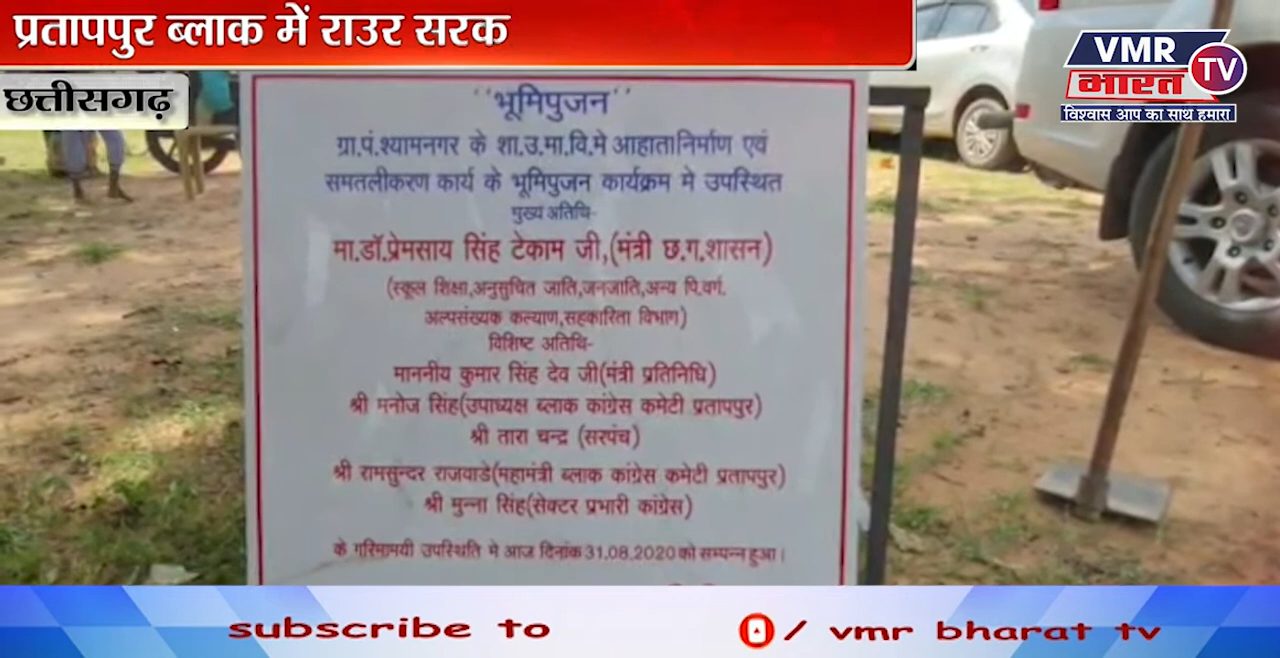 प्रतापपुर ब्लाक में राउर सरक
VMR
भारत
TV
विश्वास आप का साथ हमारा
छत्तीसगढ़
"भूमिपुजन"
ग्रा.पं.श्यामनगर के शा.उ.मा.वि.मे आहातानिर्माण एवं
समतलीकरण कार्य के भूमिपुजन कार्यक्रम मे उपस्थित
मुख्य अतिथि-
मा.डॉ.प्रेमसाय सिंह टेकाम जी,(मंत्री छ.ग.शासन)
(स्कूल शिक्षा,अनुसुचित जाति,जनजाति,अन्य पि.वर्ग.
अल्पसंख्यक कल्याण,सहकारिता विभाग)
विशिष्ट अतिथि-
माननीय कुमार सिंह देव जी(मंत्री प्रतिनिधि)
श्री मनोज सिंह(उपाध्यक्ष ब्लाक कांग्रेस कमेटी प्रतापपुर)
श्री तारा चन्द्र (सरपंच)
श्री रामसुन्दर राजवाडे(महामंत्री ब्लाक कांग्रेस कमेटी प्रतापपुर)
श्री मुन्ना सिंह(सेक्टर प्रभारी कांग्रेस)
के गरिमामयी उपस्थिति मे आज दिनांक 31.08.2020 को सम्पन्न हुआ।
subscribe to / vmr bharat tv